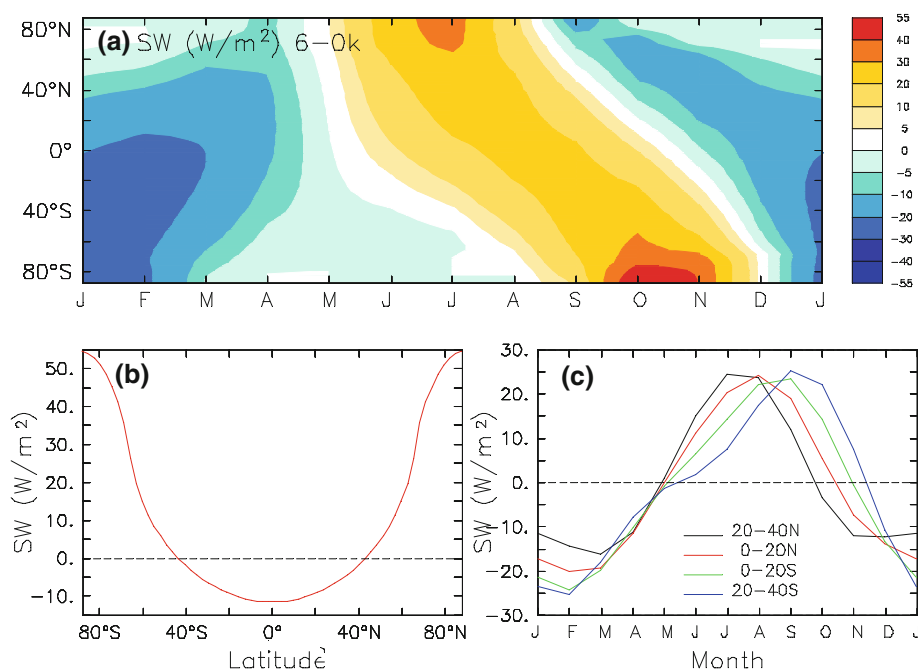 (a) SW (W/m²) 6-0k
80°N
40°N
0°
40°S
80°S
J F M A M J J A S O N D J
55
40
30
20
10
5
0
-5
-10
-20
-30
-40
-55
(b)
SW (W/m²)
50.
40.
30.
20.
10.
0.
-10.
80°S 40°S 0° 40°N 80°N
Latitude
(c)
SW (W/m²)
30.
20.
10.
0.
-10.
-20.
-30.
20-40N
0-20N
0-20S
20-40S
J F M A M J J A S O N D J
Month